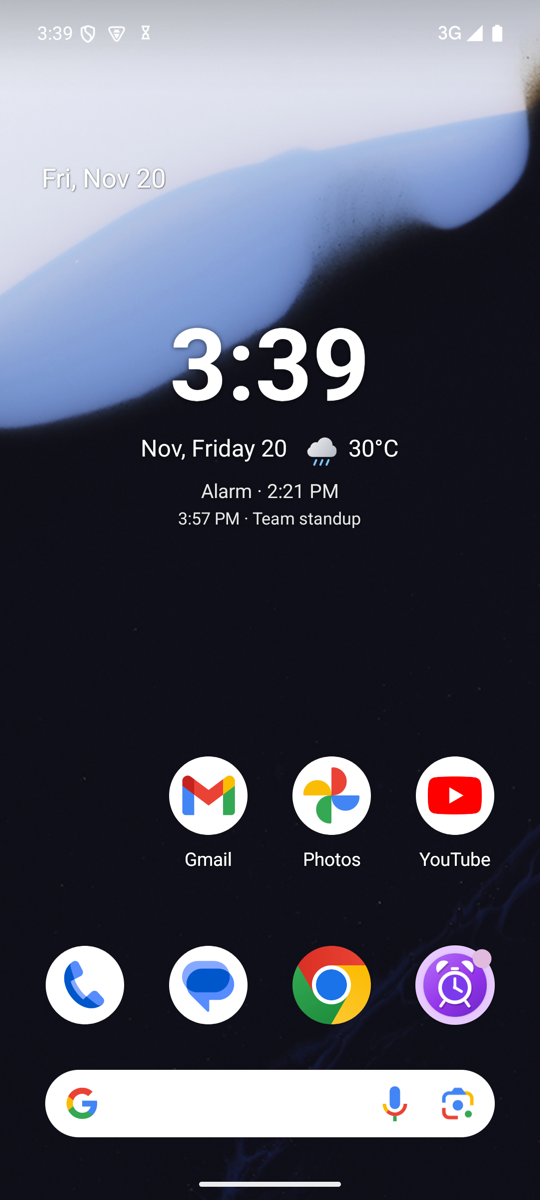 3:39
3G
Fri, Nov 20
3:39
Nov, Friday 20 30°C
Alarm · 2:21 PM
3:57 PM · Team standup
Gmail
Photos
YouTube